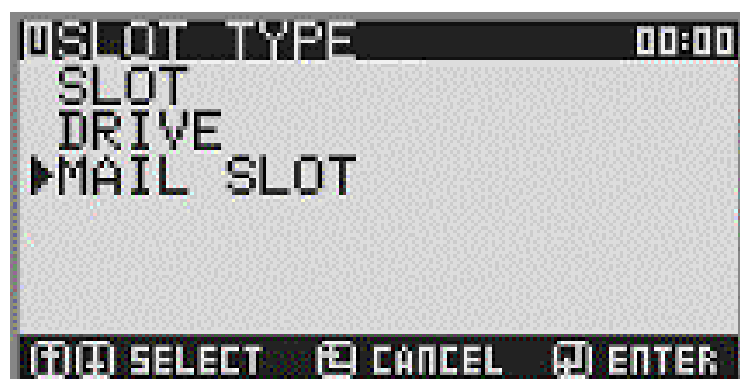 SLOT TYPE 00:00
SLOT
DRIVE
MAIL SLOT
SELECT CANCEL ENTER